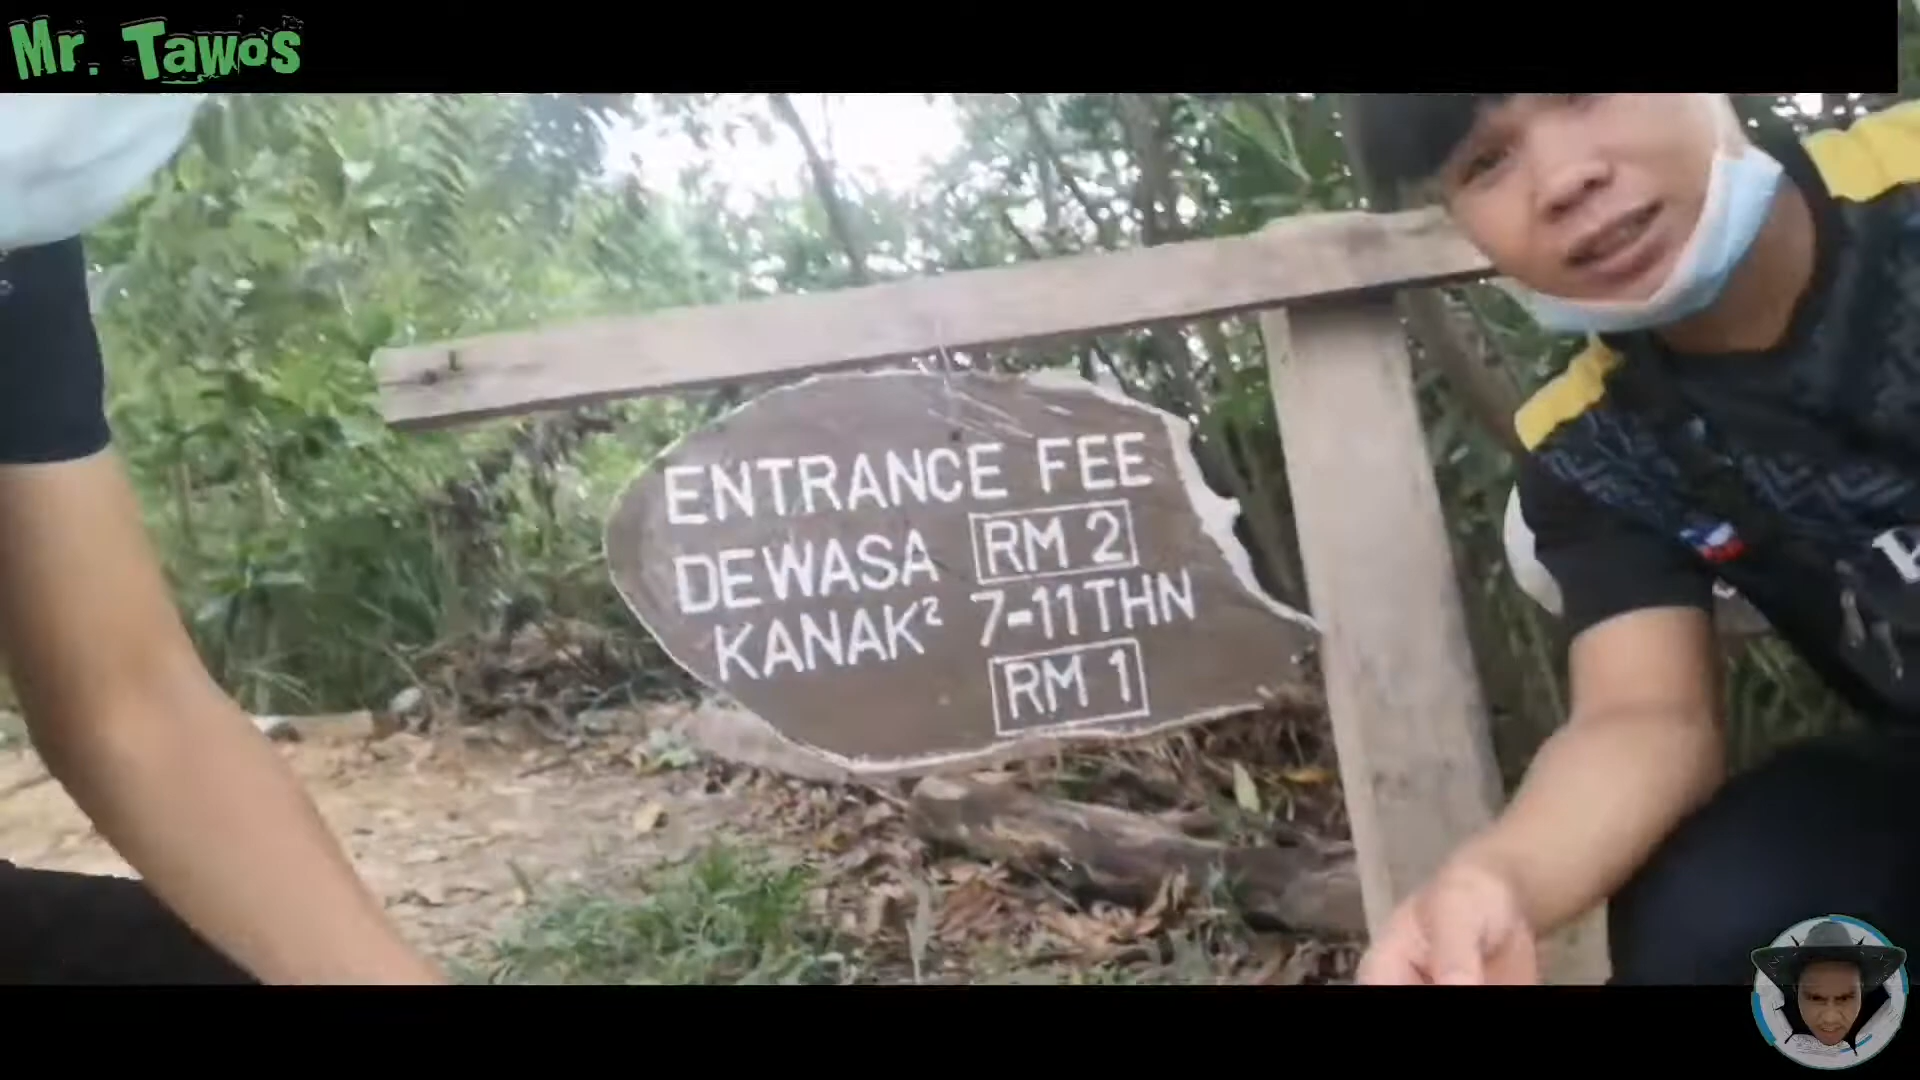 Mr. Tawos
ENTRANCE FEE
DEWASA RM 2
KANAK² 7-11THN
RM 1